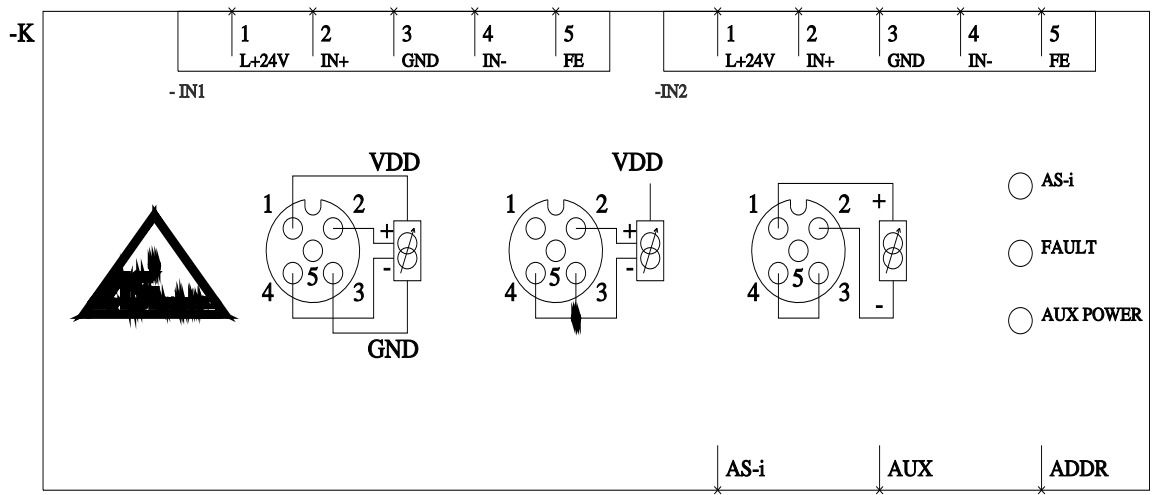 -K
1 2 3 4 5
L+24V IN+ GND IN- FE
1 2 3 4 5
L+24V IN+ GND IN- FE
- IN1
-IN2
VDD
1 2
+
-
5
4 3
GND
VDD
1 2
+
-
5
4 3
1 2
+
5
4 3
-
AS-i
FAULT
AUX POWER
AS-i AUX ADDR